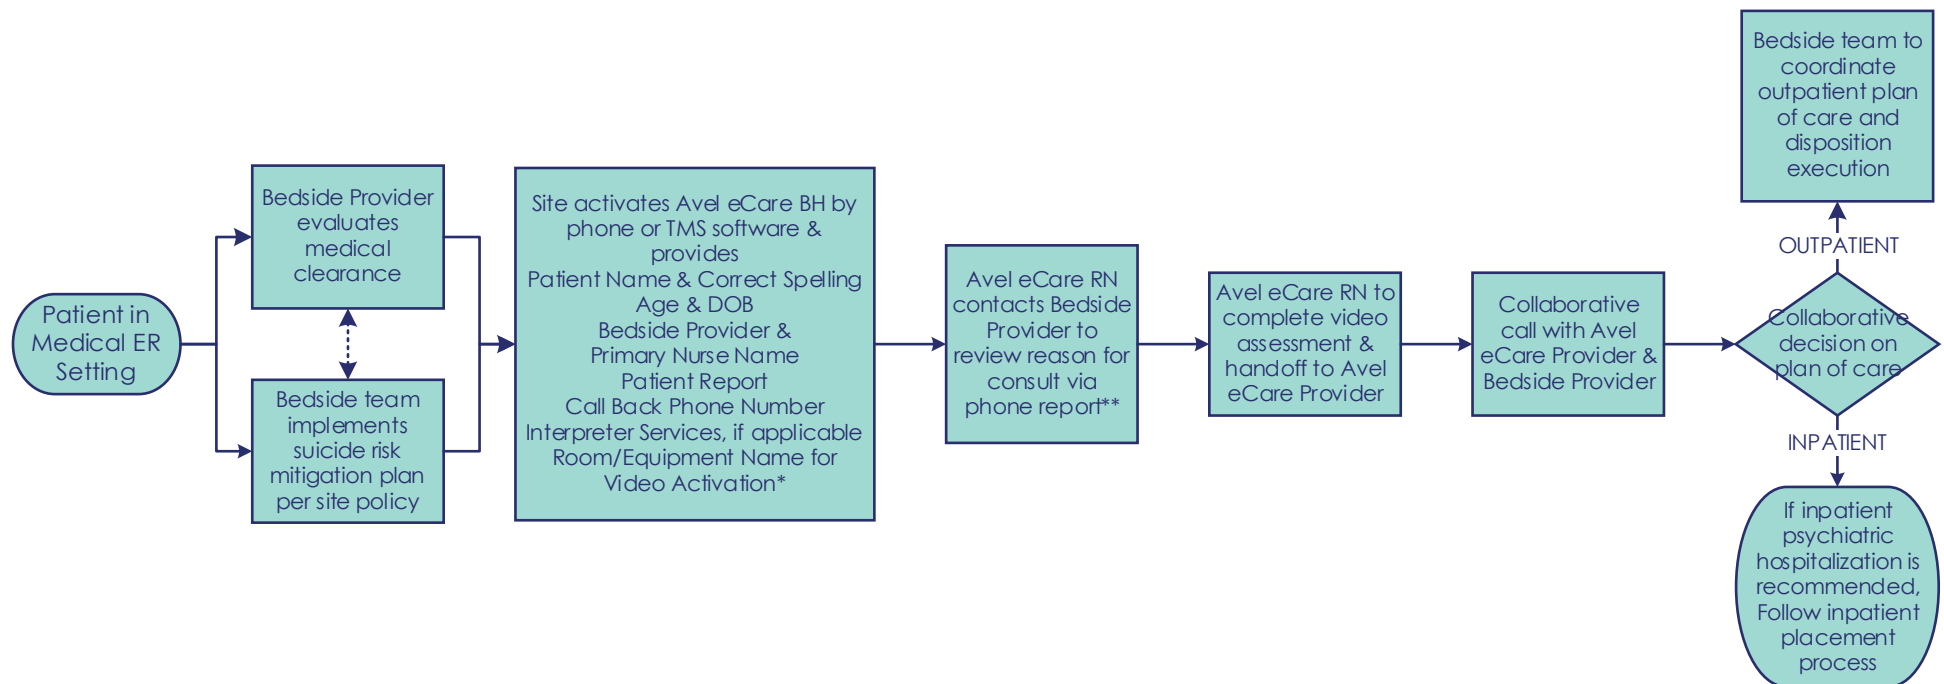 Patient in
Medical ER
Setting
Bedside Provider
evaluates
medical
clearance
Bedside team
implements
suicide risk
mitigation plan
per site policy
Site activates Avel eCare BH by
phone or TMS software &
provides
Patient Name & Correct Spelling
Age & DOB
Bedside Provider &
Primary Nurse Name
Patient Report
Call Back Phone Number
Interpreter Services, if applicable
Room/Equipment Name for
Video Activation*
Avel eCare RN
contacts Bedside
Provider to
review reason for
consult via
phone report**
Avel eCare RN to
complete video
assessment &
handoff to Avel
eCare Provider
Collaborative
call with Avel
eCare Provider &
Bedside Provider
Collaborative
decision on
plan of care
OUTPATIENT
Bedside team to
coordinate
outpatient plan
of care and
disposition
execution
INPATIENT
If inpatient
psychiatric
hospitalization is
recommended,
Follow inpatient
placement
process